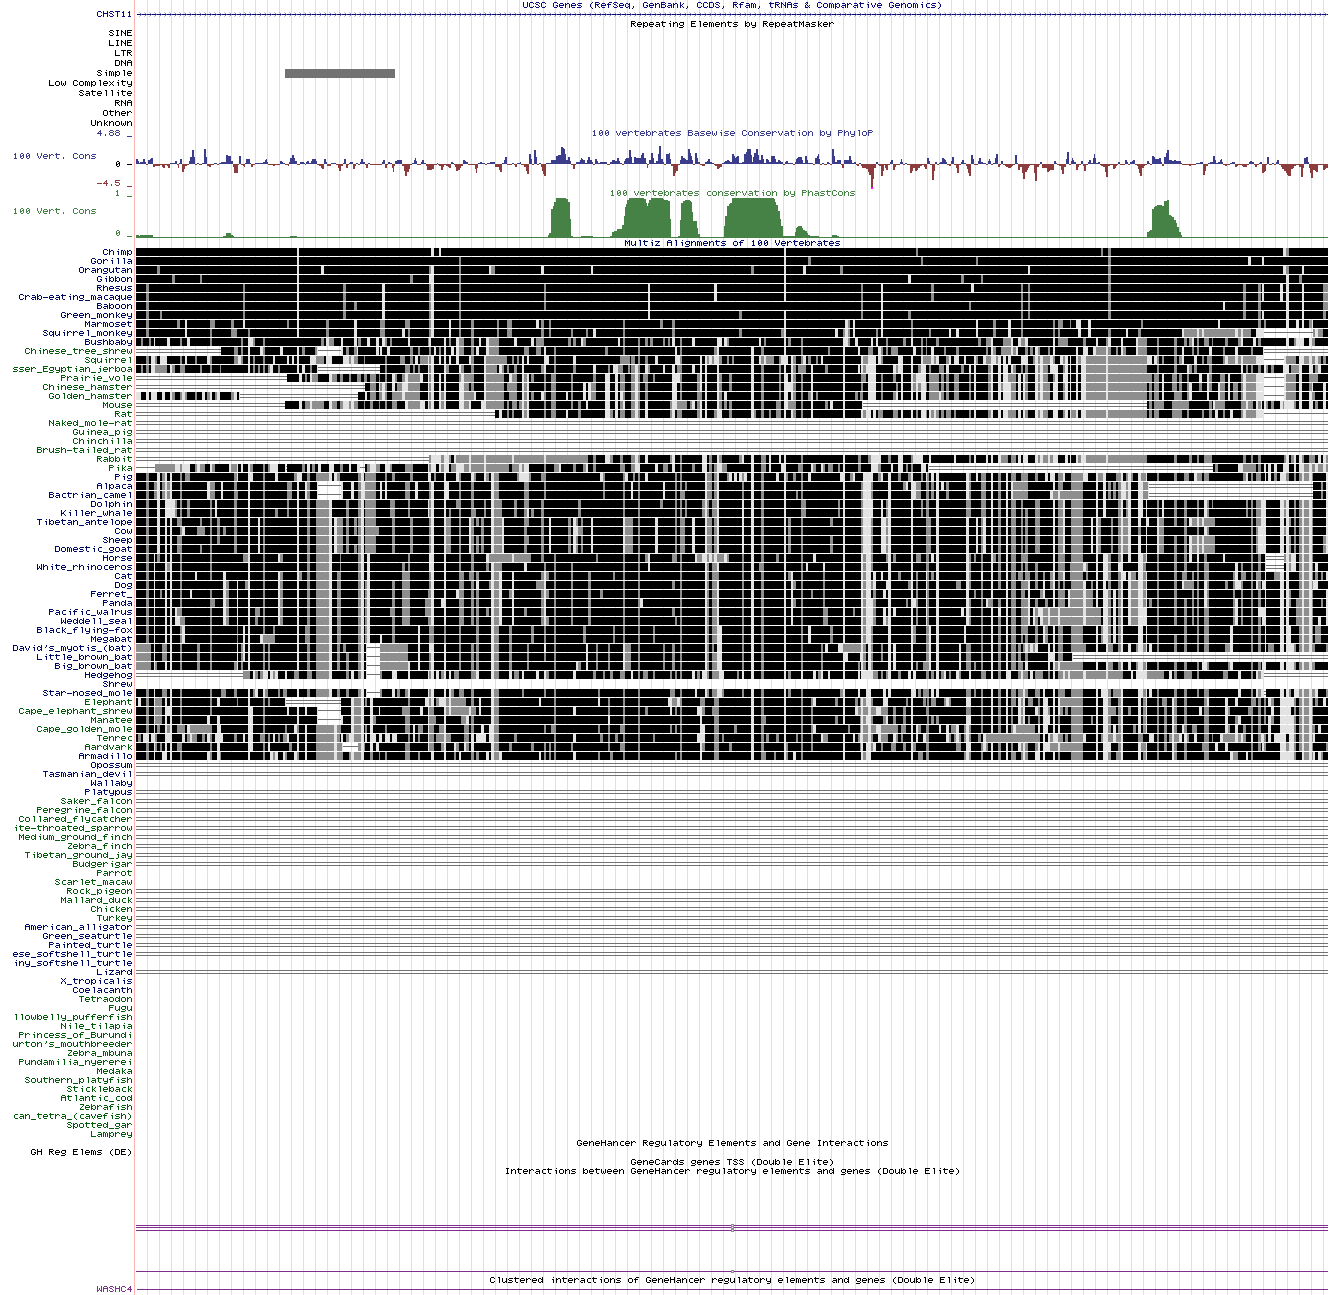 UCSC Genes (RefSeq, GenBank, CCDS, Rfam, tRNAs & Comparative Genomics)
CHST11
Repeating Elements by RepeatMasker
SINE
LINE
LTR
DNA
Simple
Low Complexity
Satellite
RNA
Other
Unknown
4.88 _
100 vertebrates Basewise Conservation by PhyloP
100 Vert. Cons
0 _
-4.5 _
1 _
100 vertebrates conservation by PhastCons
100 Vert. Cons
0 _
Multiz Alignments of 100 Vertebrates
Chimp
Gorilla
Orangutan
Gibbon
Rhesus
Crab-eating_macaque
Baboon
Green_monkey
Marmoset
Squirrel_monkey
Bushbaby
Chinese_tree_shrew
Squirrel
sser_Egyptian_jerboa
Prairie_vole
Chinese_hamster
Golden_hamster
Mouse
Rat
Naked_mole-rat
Guinea_pig
Chinchilla
Brush-tailed_rat
Rabbit
Pika
Pig
Alpaca
Bactrian_camel
Dolphin
Killer_whale
Tibetan_antelope
Cow
Sheep
Domestic_goat
Horse
White_rhinoceros
Cat
Dog
Ferret_
Panda
Pacific_walrus
Weddell_seal
Black_flying-fox
Megabat
David's_myotis_(bat)
Little_brown_bat
Big_brown_bat
Hedgehog
Shrew
Star-nosed_mole
Elephant
Cape_elephant_shrew
Manatee
Cape_golden_mole
Tenrec
Aardvark
Armadillo
Opossum
Tasmanian_devil
Wallaby
Platypus
Saker_falcon
Peregrine_falcon
Collared_flycatcher
ite-throated_sparrow
Medium_ground_finch
Zebra_finch
Tibetan_ground_jay
Budgerigar
Parrot
Scarlet_macaw
Rock_pigeon
Mallard_duck
Chicken
Turkey
American_alligator
Green_seaturtle
Painted_turtle
ese_softshell_turtle
iny_softshell_turtle
Lizard
X_tropicalis
Coelacanth
Tetraodon
Fugu
llowbelly_pufferfish
Nile_tilapia
Princess_of_Burundi
urton's_mouthbreeder
Zebra_mbuna
Pundamilia_nyererei
Medaka
Southern_platyfish
Stickleback
Atlantic_cod
Zebrafish
can_tetra_(cavefish)
Spotted_gar
Lamprey
GeneHancer Regulatory Elements and Gene Interactions
GH Reg Elems (DE)
GeneCards genes TSS (Double Elite)
Interactions between GeneHancer regulatory elements and genes (Double Elite)
Clustered interactions of GeneHancer regulatory elements and genes (Double Elite)
WASHC4